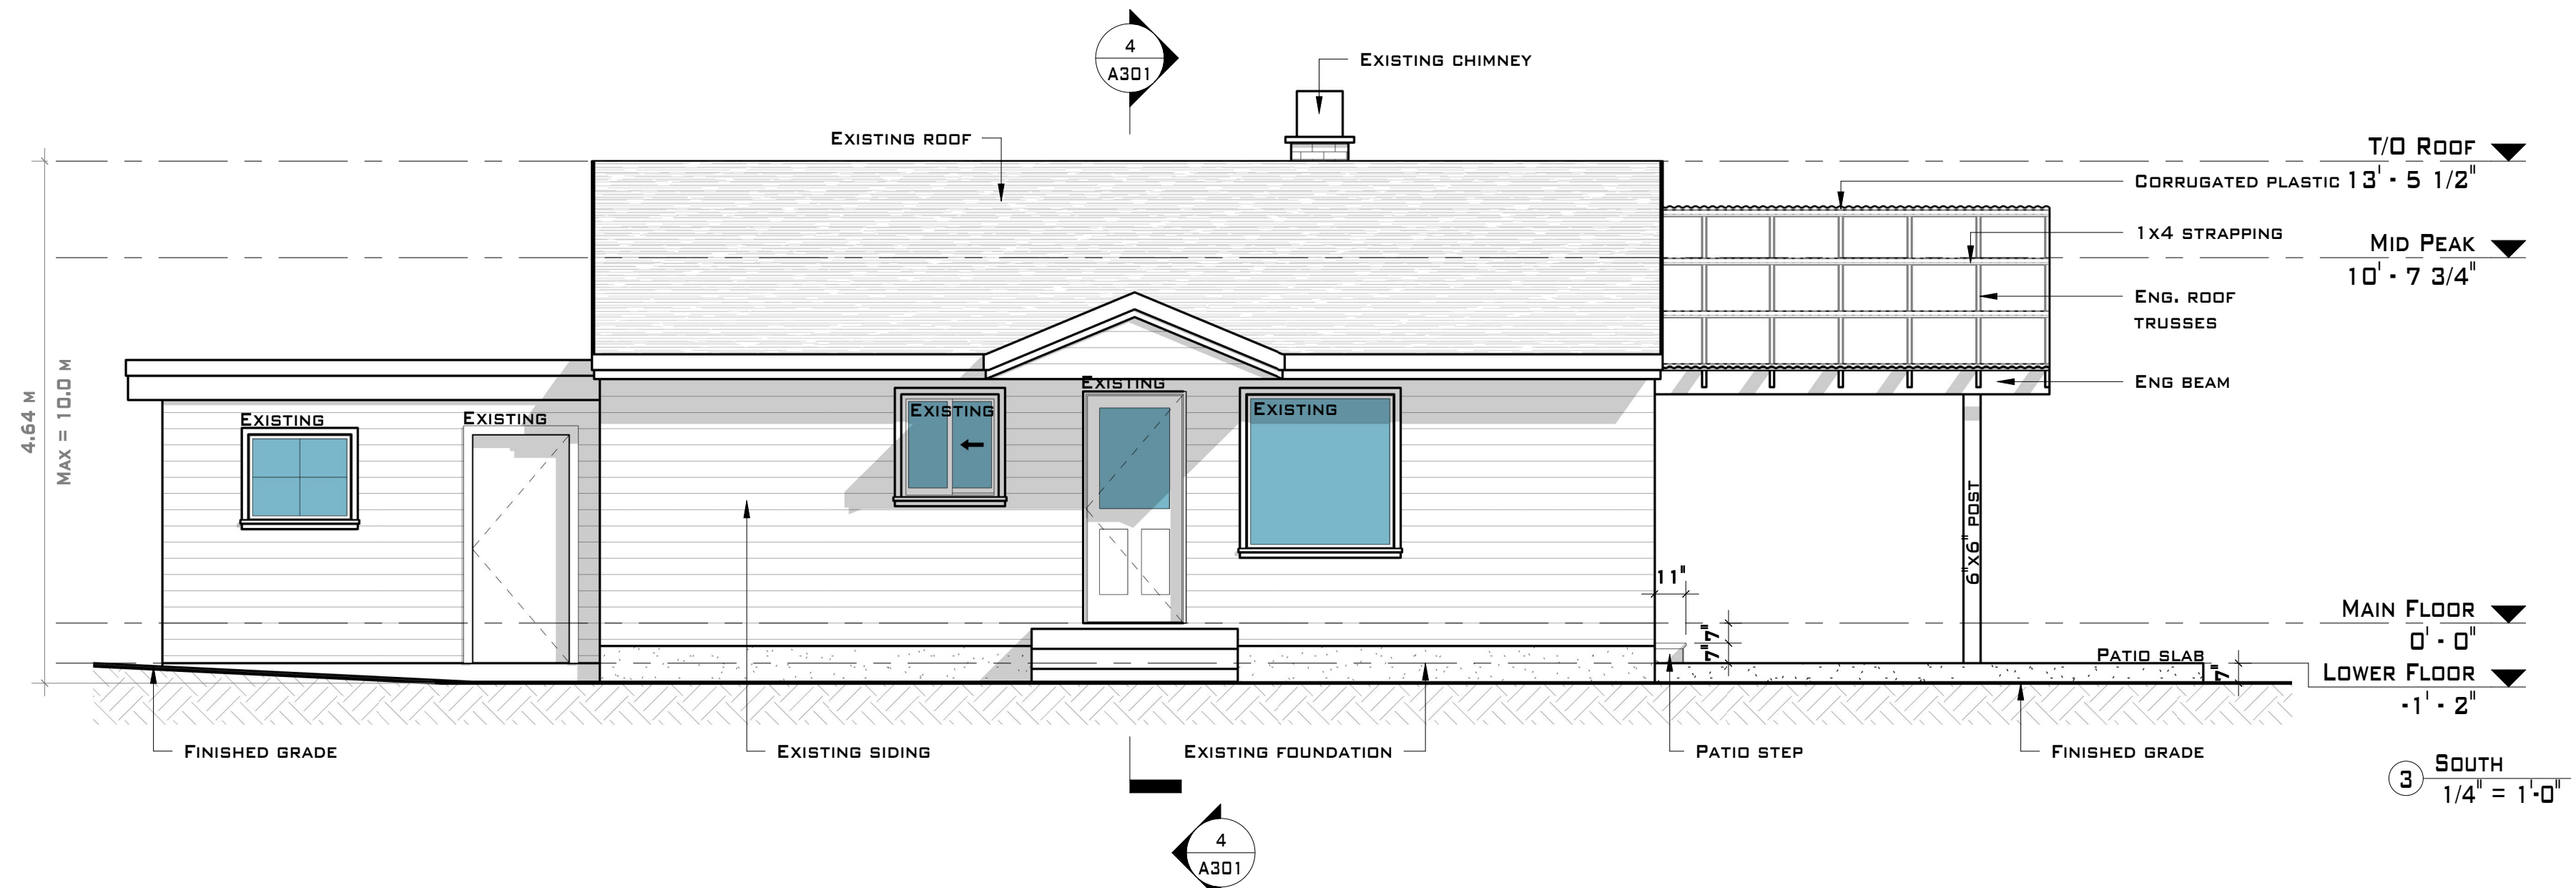 4
A301
Existing chimney
Existing roof
T/O Roof
13' - 5 1/2"
Corrugated plastic
1x4 strapping
Mid Peak
10' - 7 3/4"
Eng. roof
trusses
Eng beam
4.64 m
Max = 10.0 m
Existing
Existing
Existing
Existing
Existing
6"x6" post
11"
7"
7"
Main Floor
0' - 0"
Patio slab
7"
Lower Floor
-1' - 2"
Finished grade
Existing siding
Existing foundation
Patio step
Finished grade
3
South
1/4" = 1'-0"
4
A301